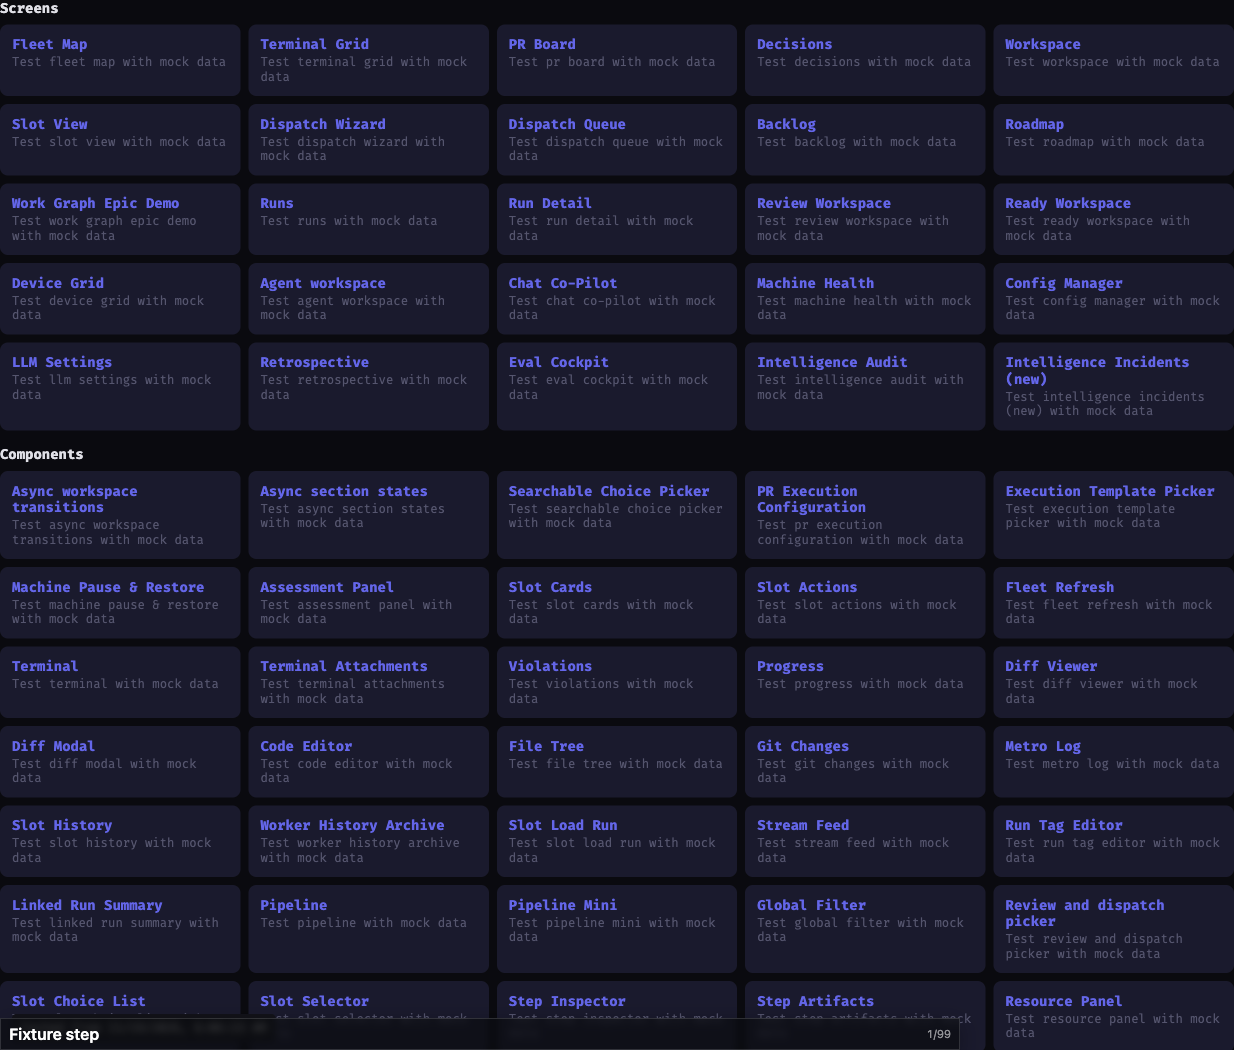 Screens
Fleet Map
Test fleet map with mock data
Terminal Grid
Test terminal grid with mock
data
PR Board
Test pr board with mock data
Decisions
Test decisions with mock data
Workspace
Test workspace with mock data
Slot View
Test slot view with mock data
Dispatch Wizard
Test dispatch wizard with
mock data
Dispatch Queue
Test dispatch queue with mock
data
Backlog
Test backlog with mock data
Roadmap
Test roadmap with mock data
Work Graph Epic Demo
Test work graph epic demo
with mock data
Runs
Test runs with mock data
Run Detail
Test run detail with mock
data
Review Workspace
Test review workspace with
mock data
Ready Workspace
Test ready workspace with
mock data
Device Grid
Test device grid with mock
data
Agent workspace
Test agent workspace with
mock data
Chat Co-Pilot
Test chat co-pilot with mock
data
Machine Health
Test machine health with mock
data
Config Manager
Test config manager with mock
data
LLM Settings
Test llm settings with mock
data
Retrospective
Test retrospective with mock
data
Eval Cockpit
Test eval cockpit with mock
data
Intelligence Audit
Test intelligence audit with
mock data
Intelligence Incidents
(new)
Test intelligence incidents
(new) with mock data
Components
Async workspace
transitions
Test async workspace
transitions with mock data
Async section states
Test async section states
with mock data
Searchable Choice Picker
Test searchable choice picker
with mock data
PR Execution
Configuration
Test pr execution
configuration with mock data
Execution Template Picker
Test execution template
picker with mock data
Machine Pause & Restore
Test machine pause & restore
with mock data
Assessment Panel
Test assessment panel with
mock data
Slot Cards
Test slot cards with mock
data
Slot Actions
Test slot actions with mock
data
Fleet Refresh
Test fleet refresh with mock
data
Terminal
Test terminal with mock data
Terminal Attachments
Test terminal attachments
with mock data
Violations
Test violations with mock
data
Progress
Test progress with mock data
Diff Viewer
Test diff viewer with mock
data
Diff Modal
Test diff modal with mock
data
Code Editor
Test code editor with mock
data
File Tree
Test file tree with mock data
Git Changes
Test git changes with mock
data
Metro Log
Test metro log with mock data
Slot History
Test slot history with mock
data
Worker History Archive
Test worker history archive
with mock data
Slot Load Run
Test slot load run with mock
data
Stream Feed
Test stream feed with mock
data
Run Tag Editor
Test run tag editor with mock
data
Linked Run Summary
Test linked run summary with
mock data
Pipeline
Test pipeline with mock data
Pipeline Mini
Test pipeline mini with mock
data
Global Filter
Test global filter with mock
data
Review and dispatch
picker
Test review and dispatch
picker with mock data
Slot Choice List
Slot Selector
Step Inspector
Step Artifacts
Resource Panel
Test resource panel with mock
data
Fixture step
1/99